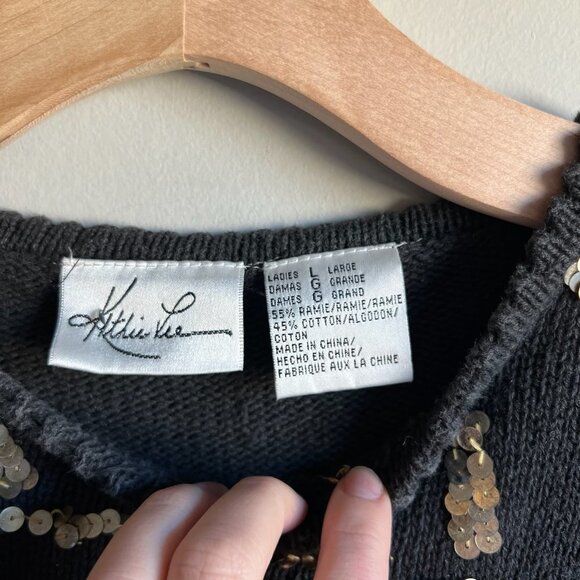 Kathie Lee
LADIES L LARGE
DAMAS G GRANDE
DAMES G GRAND
55% RAMIE/RAMIE/RAMIE
45% COTTON/ALGODON/
COTON
MADE IN CHINA/
HECHO EN CHINE/
FABRIQUE AUX LA CHINE